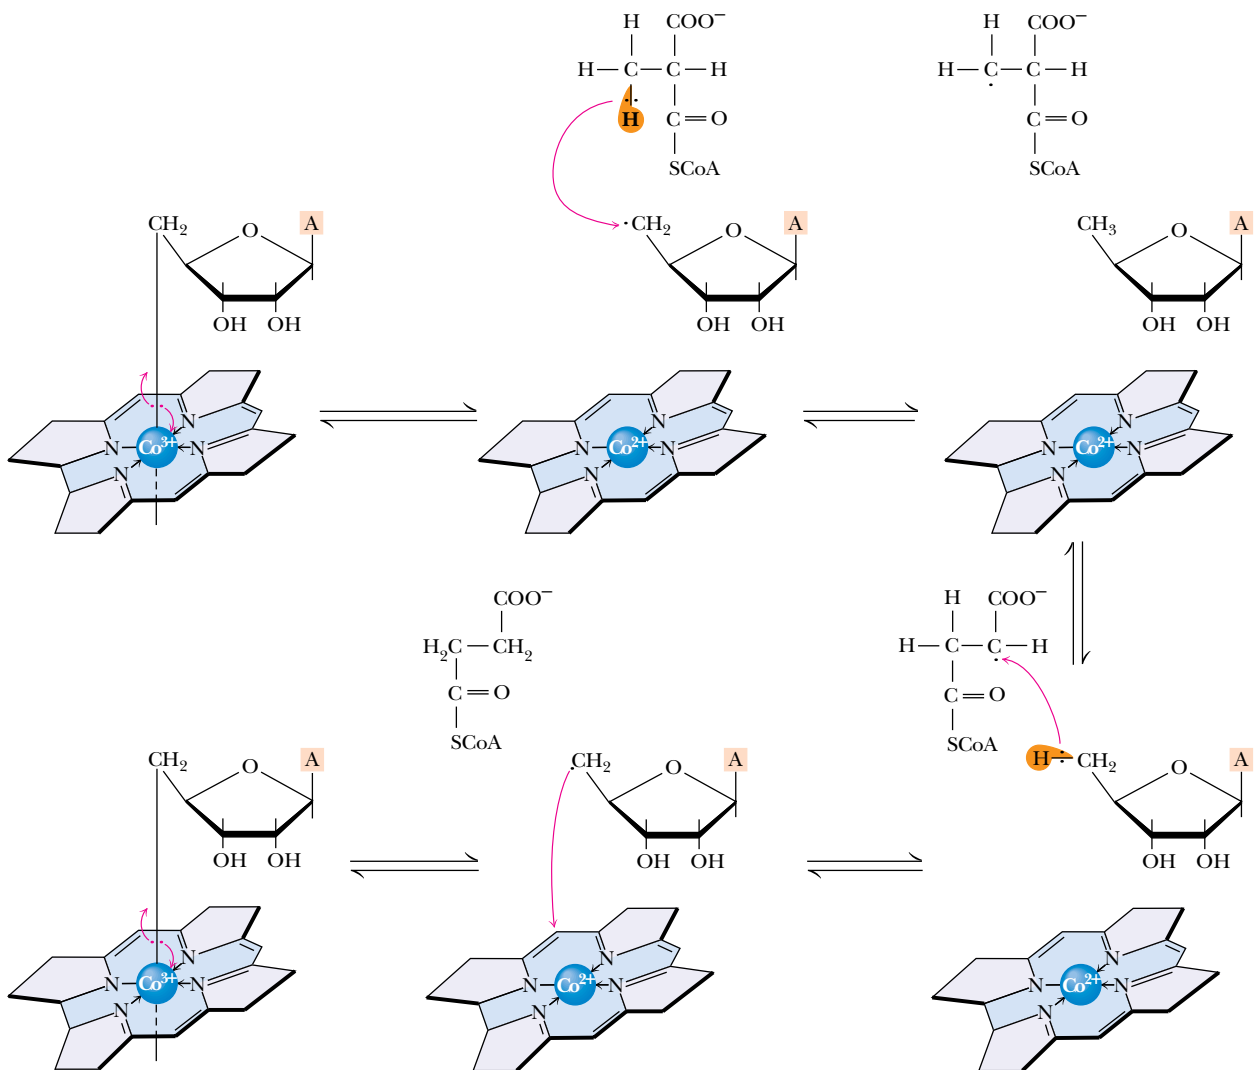 H COO−
H—C—C—H
H C=O
SCoA
H COO−
H—C—C—H
C=O
SCoA
CH2 O A
OH OH
CH2 O A
OH OH
CH3 O A
OH OH
N
N Co3+ N
N
N
N Co2+ N
N
N
N Co2+ N
N
COO−
H2C—CH2
C=O
SCoA
H COO−
H—C—C—H
C=O
SCoA
CH2 O A
OH OH
CH2 O A
OH OH
H CH2 O A
OH OH
N
N Co3+ N
N
N
N Co2+ N
N
N
N Co2+ N
N